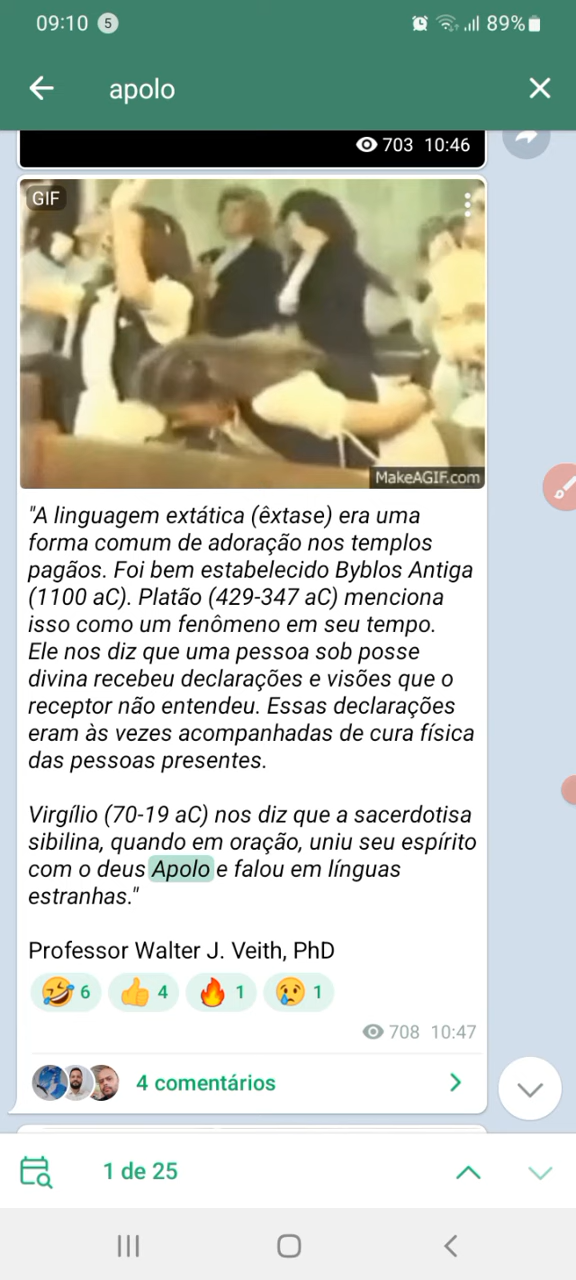 09:10 5 89%
apolo
703 10:46
GIF
MakeAGIF.com
"A linguagem extática (êxtase) era uma
forma comum de adoração nos templos
pagãos. Foi bem estabelecido Byblos Antiga
(1100 aC). Platão (429-347 aC) menciona
isso como um fenômeno em seu tempo.
Ele nos diz que uma pessoa sob posse
divina recebeu declarações e visões que o
receptor não entendeu. Essas declarações
eram às vezes acompanhadas de cura física
das pessoas presentes.
Virgílio (70-19 aC) nos diz que a sacerdotisa
sibilina, quando em oração, uniu seu espírito
com o deus Apolo e falou em línguas
estranhas."
Professor Walter J. Veith, PhD
6 4 1 1
708 10:47
4 comentários
1 de 25